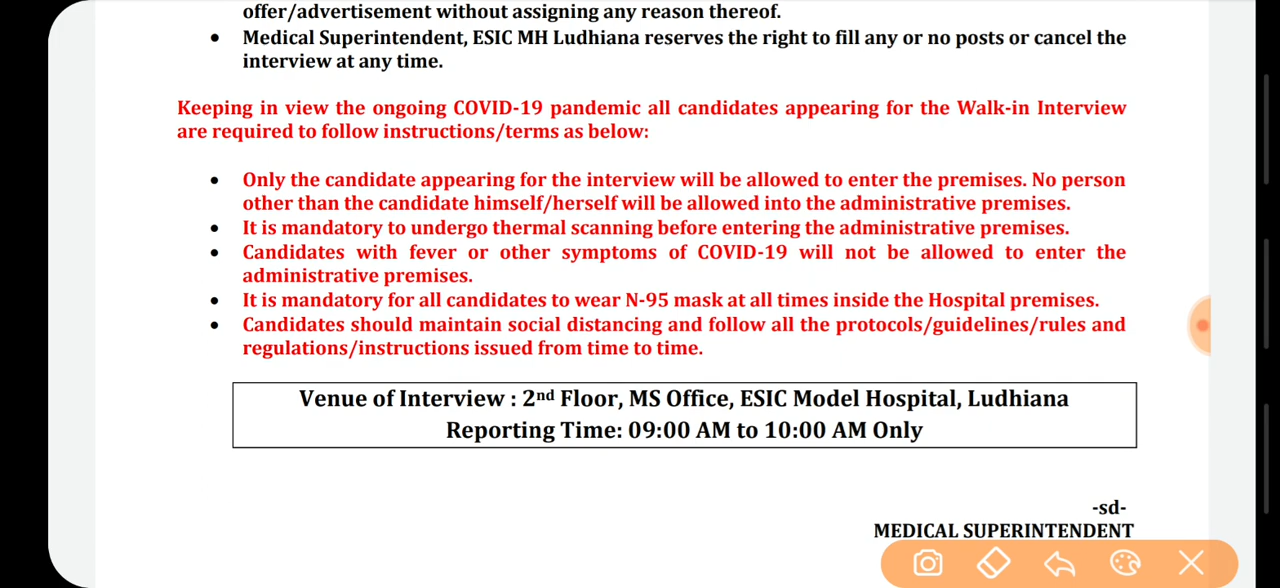 offer/advertisement without assigning any reason thereof.
• Medical Superintendent, ESIC MH Ludhiana reserves the right to fill any or no posts or cancel the
interview at any time.
Keeping in view the ongoing COVID-19 pandemic all candidates appearing for the Walk-in Interview
are required to follow instructions/terms as below:
• Only the candidate appearing for the interview will be allowed to enter the premises. No person
other than the candidate himself/herself will be allowed into the administrative premises.
• It is mandatory to undergo thermal scanning before entering the administrative premises.
• Candidates with fever or other symptoms of COVID-19 will not be allowed to enter the
administrative premises.
• It is mandatory for all candidates to wear N-95 mask at all times inside the Hospital premises.
• Candidates should maintain social distancing and follow all the protocols/guidelines/rules and
regulations/instructions issued from time to time.
Venue of Interview : 2nd Floor, MS Office, ESIC Model Hospital, Ludhiana
Reporting Time: 09:00 AM to 10:00 AM Only
-sd-
MEDICAL SUPERINTENDENT